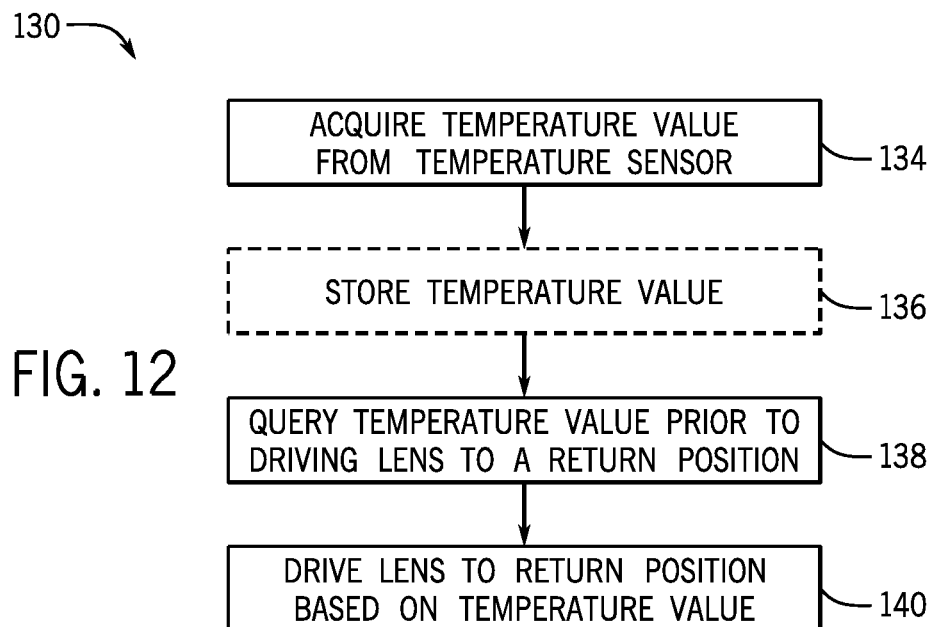 130
ACQUIRE TEMPERATURE VALUE
FROM TEMPERATURE SENSOR
134
STORE TEMPERATURE VALUE
136
FIG. 12
QUERY TEMPERATURE VALUE PRIOR TO
DRIVING LENS TO A RETURN POSITION
138
DRIVE LENS TO RETURN POSITION
BASED ON TEMPERATURE VALUE
140